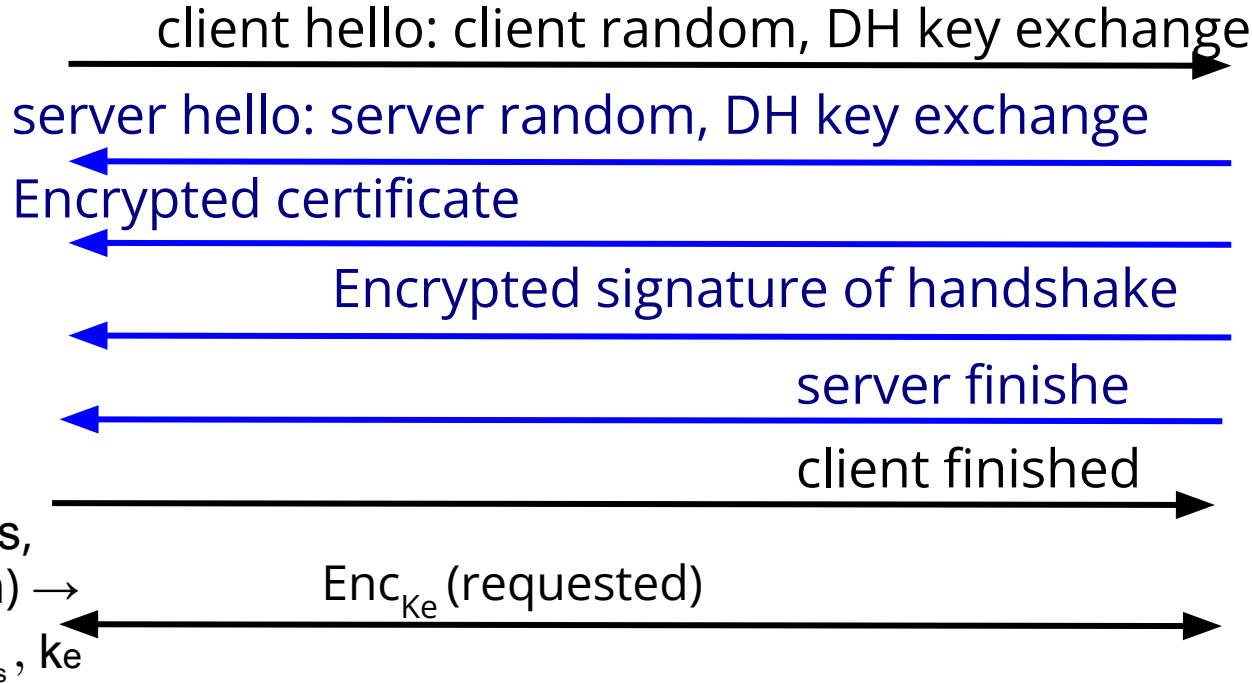 client hello: client random, DH key exchange
server hello: server random, DH key exchange
Encrypted certificate
Encrypted signature of handshake
server finishe
client finished
s,
) →
Enc_Ke (requested)
s, ke